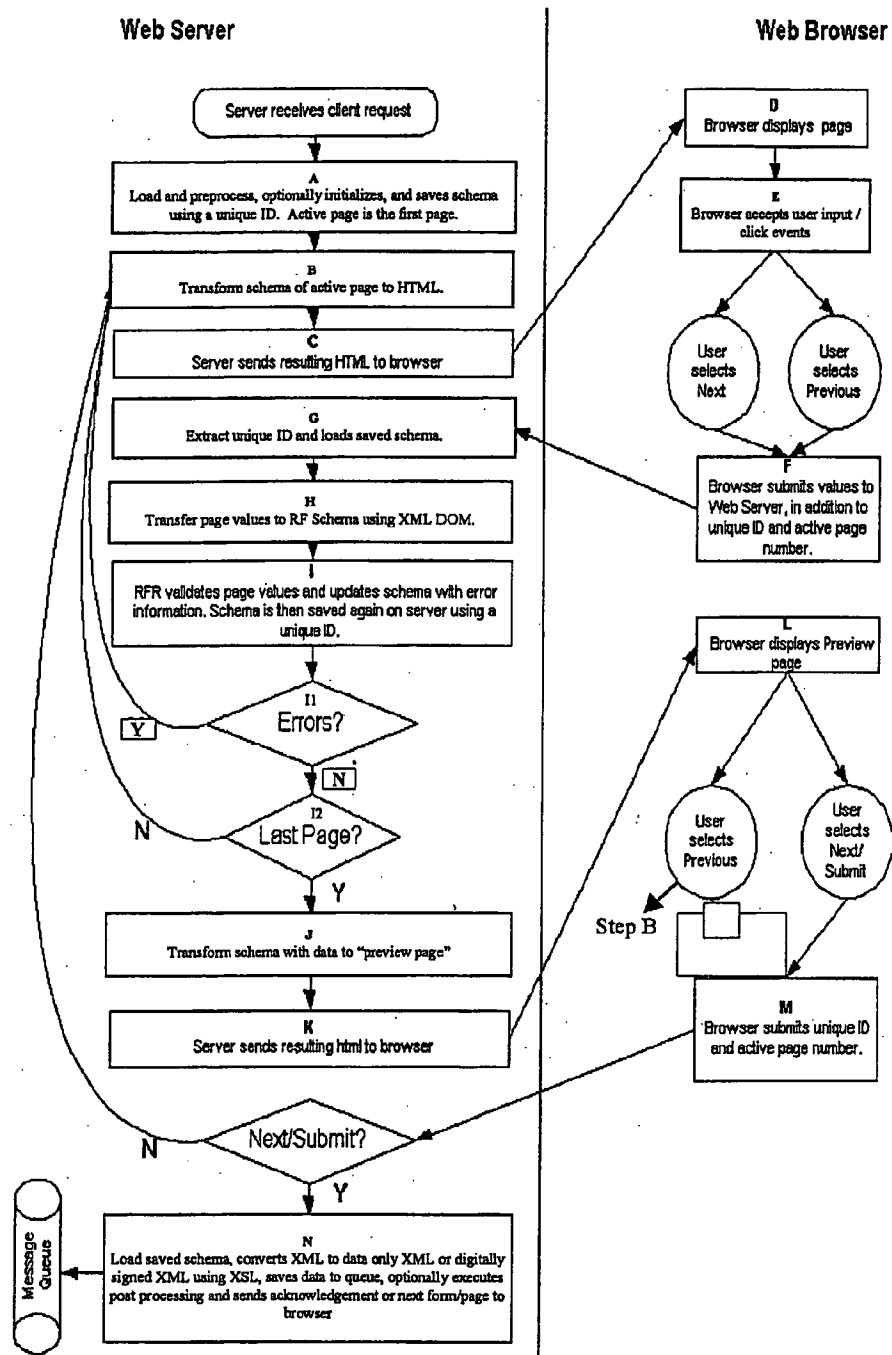 Web Server
Web Browser
Server receives client request
A
Load and preprocess, optionally initializes, and saves schema
using a unique ID. Active page is the first page.
B
Transform schema of active page to HTML.
C
Server sends resulting HTML to browser
D
Browser displays page
E
Browser accepts user input /
click events
User
selects
Next
User
selects
Previous
F
Browser submits values to
Web Server, in addition to
unique ID and active page
number.
G
Extract unique ID and loads saved schema.
H
Transfer page values to RF Schema using XML DOM.
I
RFR validates page values and updates schema with error
information. Schema is then saved again on server using a
unique ID.
I1
Errors?
Y
N
I2
Last Page?
N
Y
J
Transform schema with data to "preview page"
K
Server sends resulting html to browser
L
Browser displays Preview
page
User
selects
Previous
User
selects
Next/
Submit
Step B
M
Browser submits unique ID
and active page number.
Next/Submit?
N
Y
N
Load saved schema, converts XML to data only XML or digitally
signed XML using XSL, saves data to queue, optionally executes
post processing and sends acknowledgement or next form/page to
browser
Message
Queue